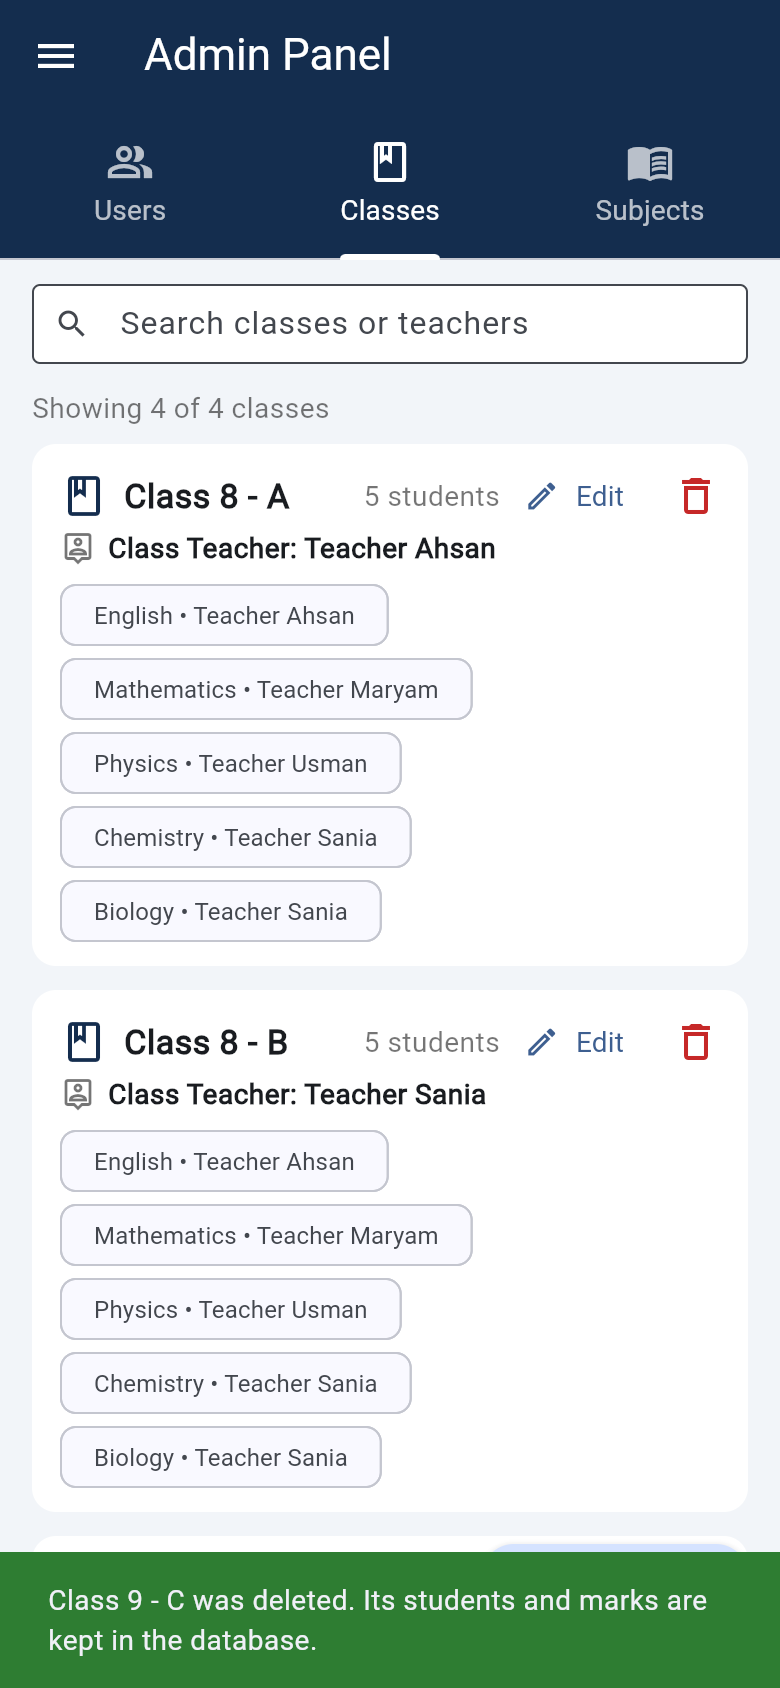 Admin Panel
Users
Classes
Subjects
Search classes or teachers
Showing 4 of 4 classes
Class 8 - A
5 students
Edit
Class Teacher: Teacher Ahsan
English • Teacher Ahsan
Mathematics • Teacher Maryam
Physics • Teacher Usman
Chemistry • Teacher Sania
Biology • Teacher Sania
Class 8 - B
5 students
Edit
Class Teacher: Teacher Sania
English • Teacher Ahsan
Mathematics • Teacher Maryam
Physics • Teacher Usman
Chemistry • Teacher Sania
Biology • Teacher Sania
Class 9 - C was deleted. Its students and marks are
kept in the database.